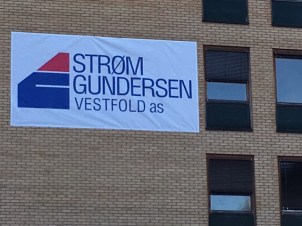 STRØM
GUNDERSEN
VESTFOLD as